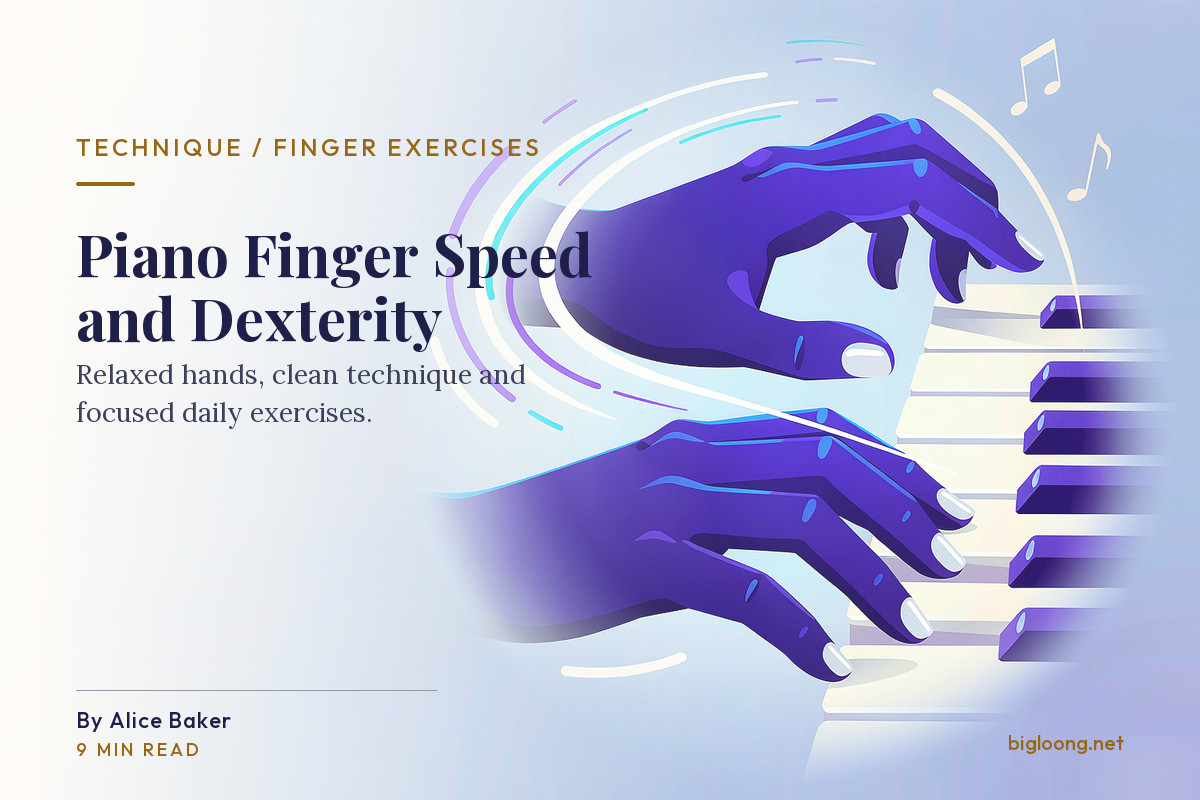 TECHNIQUE / FINGER EXERCISES
Piano Finger Speed
and Dexterity
Relaxed hands, clean technique and
focused daily exercises.
By Alice Baker
9 MIN READ
bigloong.net